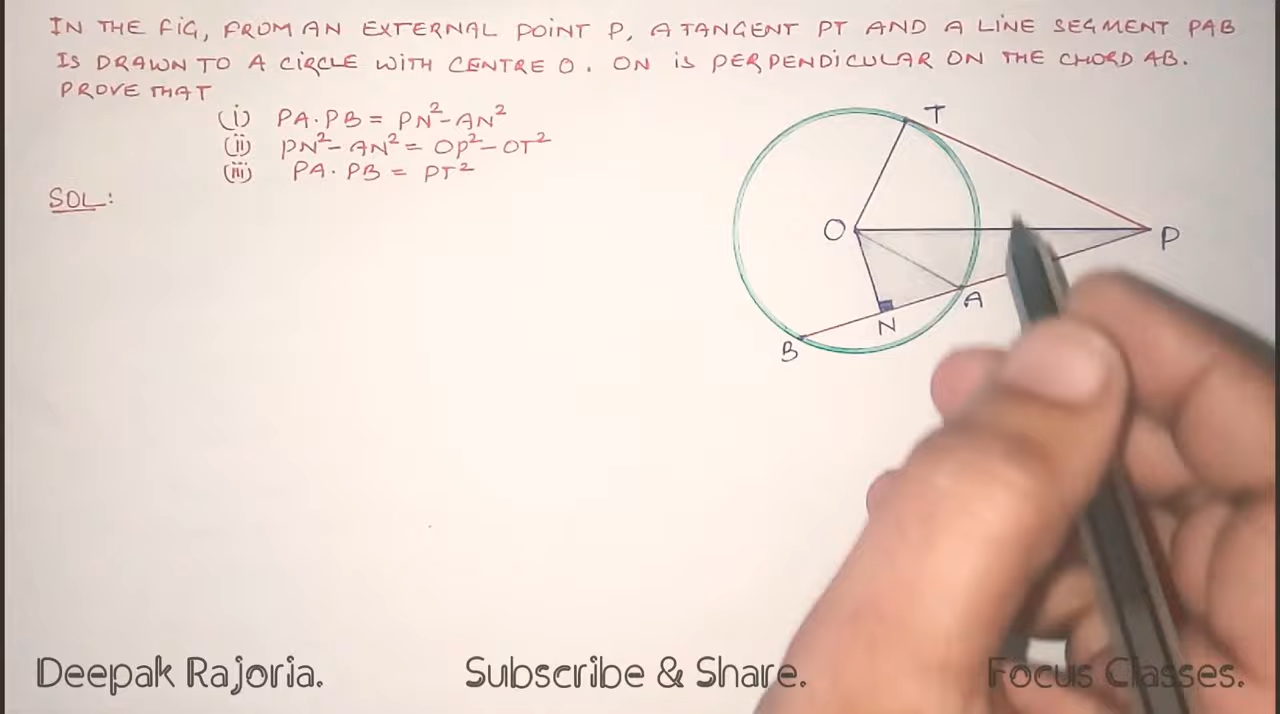 IN THE FIG, FROM AN EXTERNAL POINT P, A TANGENT PT AND A LINE SEGMENT PAB
IS DRAWN TO A CIRCLE WITH CENTRE O. ON IS PERPENDICULAR ON THE CHORD AB.
PROVE THAT
(i) PA·PB = PN²-AN²
(ii) PN²-AN² = OP²-OT²
(iii) PA·PB = PT²
SOL:
T
O
P
A
N
B
Deepak Rajoria. Subscribe & Share. Focus Classes.